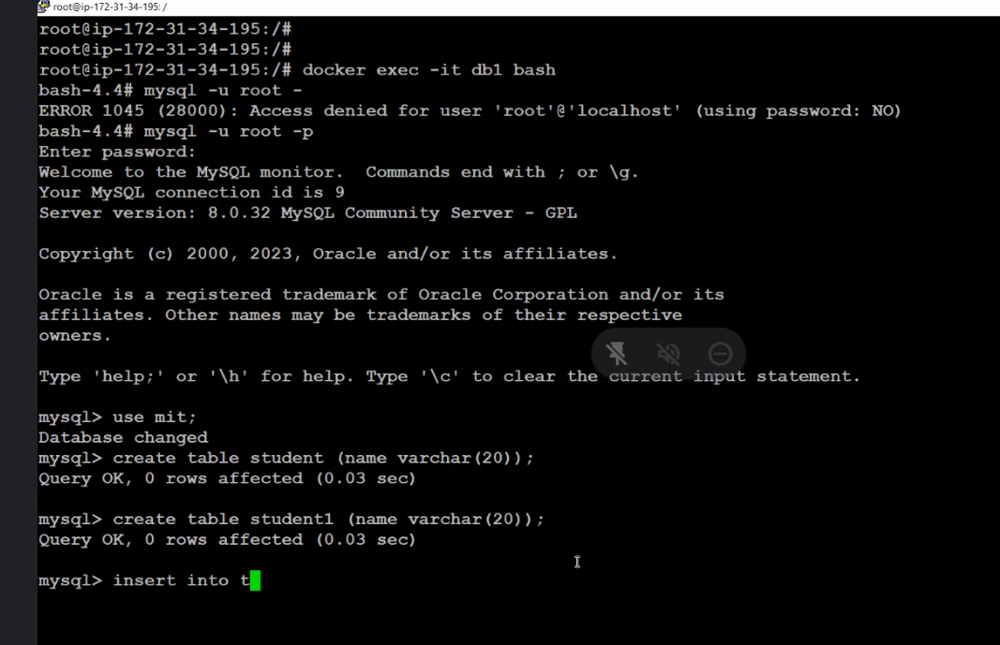 root@ip-172-31-34-195: /
root@ip-172-31-34-195:/#
root@ip-172-31-34-195:/#
root@ip-172-31-34-195:/# docker exec -it db1 bash
bash-4.4# mysql -u root -
ERROR 1045 (28000): Access denied for user 'root'@'localhost' (using password: NO)
bash-4.4# mysql -u root -p
Enter password:
Welcome to the MySQL monitor.  Commands end with ; or \g.
Your MySQL connection id is 9
Server version: 8.0.32 MySQL Community Server - GPL
Copyright (c) 2000, 2023, Oracle and/or its affiliates.
Oracle is a registered trademark of Oracle Corporation and/or its
affiliates. Other names may be trademarks of their respective
owners.
Type 'help;' or '\h' for help. Type '\c' to clear the current input statement.
mysql> use mit;
Database changed
mysql> create table student (name varchar(20));
Query OK, 0 rows affected (0.03 sec)
mysql> create table student1 (name varchar(20));
Query OK, 0 rows affected (0.03 sec)
mysql> insert into t